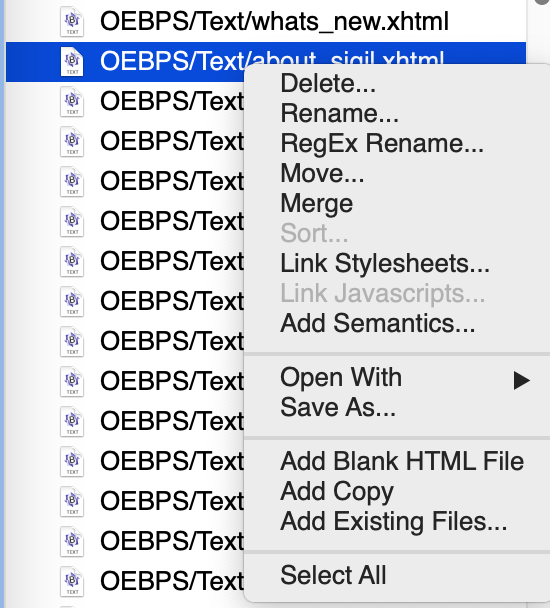 OEBPS/Text/whats_new.xhtml
OEBPS/Text/about_sigil.xhtml
OEBPS/Text
OEBPS/Text
OEBPS/Text
OEBPS/Text
OEBPS/Text
OEBPS/Text
OEBPS/Text
OEBPS/Text
OEBPS/Text
OEBPS/Text
OEBPS/Text
OEBPS/Text
OEBPS/Text
Delete...
Rename...
RegEx Rename...
Move...
Merge
Sort...
Link Stylesheets...
Link Javascripts...
Add Semantics...
Open With
Save As...
Add Blank HTML File
Add Copy
Add Existing Files...
Select All